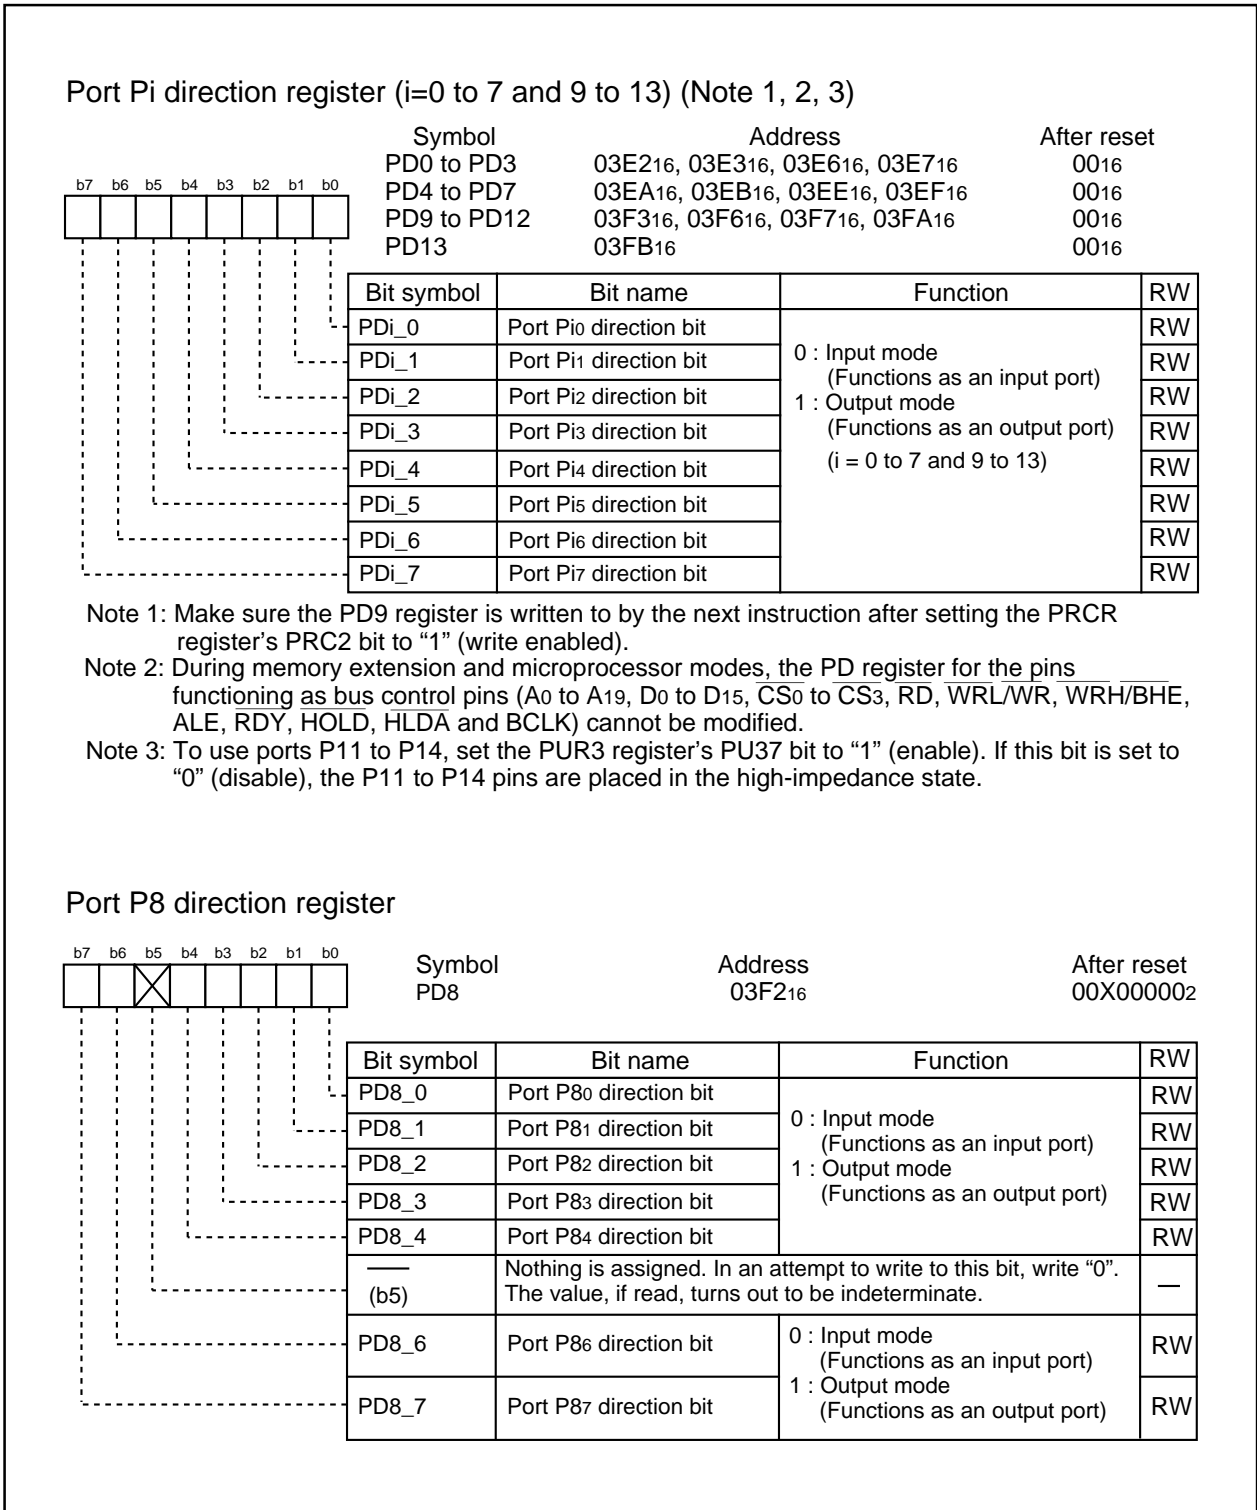 Port Pi direction register (i=0 to 7 and 9 to 13) (Note 1, 2, 3)
Symbol Address After reset
PD0 to PD3 03E216, 03E316, 03E616, 03E716 0016
PD4 to PD7 03EA16, 03EB16, 03EE16, 03EF16 0016
PD9 to PD12 03F316, 03F616, 03F716, 03FA16 0016
PD13 03FB16 0016
b7 b6 b5 b4 b3 b2 b1 b0
Bit symbol Bit name Function RW
PDi_0 Port Pi0 direction bit RW
PDi_1 Port Pi1 direction bit RW
PDi_2 Port Pi2 direction bit RW
PDi_3 Port Pi3 direction bit RW
PDi_4 Port Pi4 direction bit RW
PDi_5 Port Pi5 direction bit RW
PDi_6 Port Pi6 direction bit RW
PDi_7 Port Pi7 direction bit RW
0 : Input mode
(Functions as an input port)
1 : Output mode
(Functions as an output port)
(i = 0 to 7 and 9 to 13)
Note 1: Make sure the PD9 register is written to by the next instruction after setting the PRCR
register's PRC2 bit to “1” (write enabled).
Note 2: During memory extension and microprocessor modes, the PD register for the pins
functioning as bus control pins (A0 to A19, D0 to D15, CS0 to CS3, RD, WRL/WR, WRH/BHE,
ALE, RDY, HOLD, HLDA and BCLK) cannot be modified.
Note 3: To use ports P11 to P14, set the PUR3 register's PU37 bit to “1” (enable). If this bit is set to
“0” (disable), the P11 to P14 pins are placed in the high-impedance state.
Port P8 direction register
b7 b6 b5 b4 b3 b2 b1 b0
Symbol Address After reset
PD8 03F216 00X000002
Bit symbol Bit name Function RW
PD8_0 Port P80 direction bit RW
PD8_1 Port P81 direction bit RW
PD8_2 Port P82 direction bit RW
PD8_3 Port P83 direction bit RW
PD8_4 Port P84 direction bit RW
0 : Input mode
(Functions as an input port)
1 : Output mode
(Functions as an output port)
(b5) Nothing is assigned. In an attempt to write to this bit, write “0”.
The value, if read, turns out to be indeterminate. —
PD8_6 Port P86 direction bit RW
PD8_7 Port P87 direction bit RW
0 : Input mode
(Functions as an input port)
1 : Output mode
(Functions as an output port)